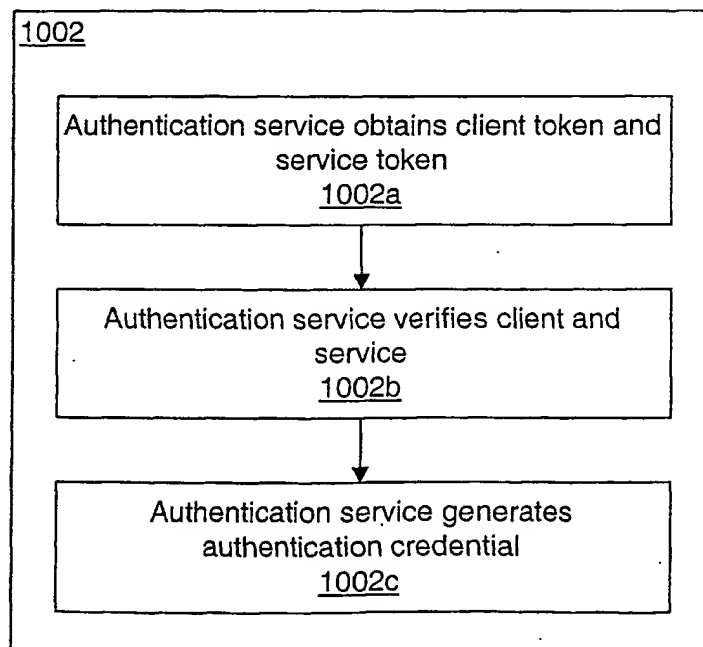 1002
Authentication service obtains client token and
service token
1002a
Authentication service verifies client and
service
1002b
Authentication service generates
authentication credential
1002c